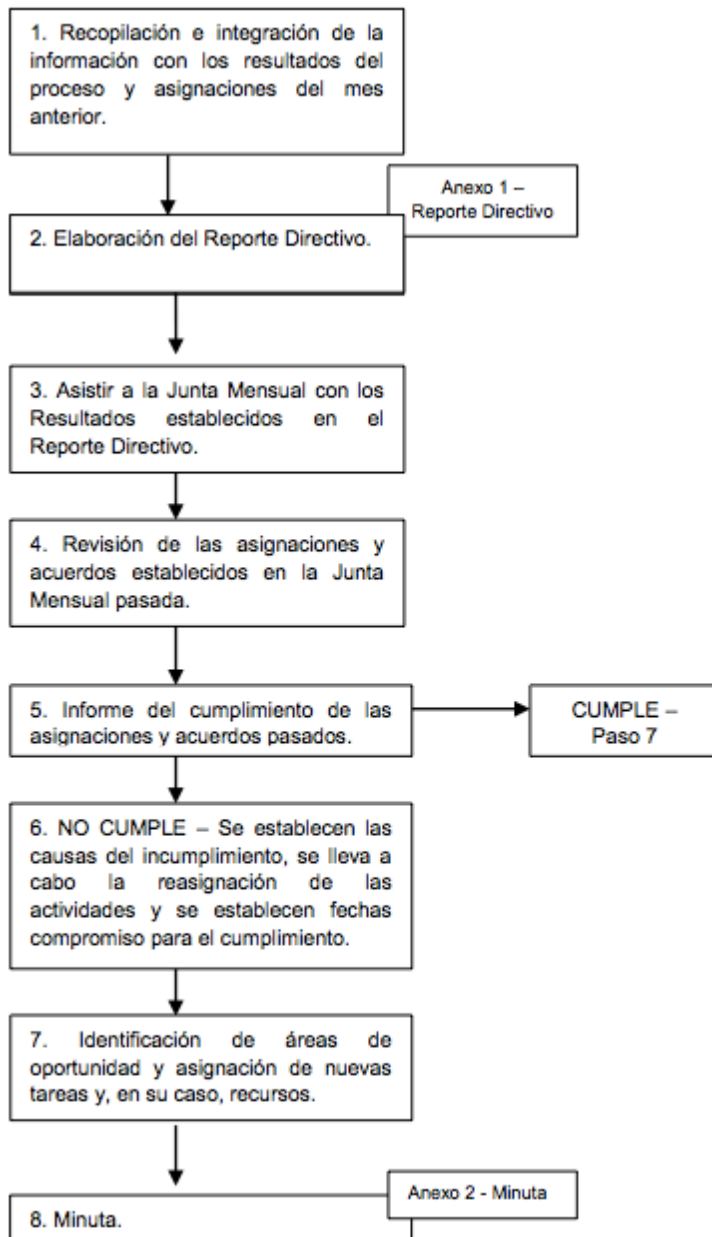 1. Recopilación e integración de la
información con los resultados del
proceso y asignaciones del mes
anterior.
Anexo 1 –
Reporte Directivo
2. Elaboración del Reporte Directivo.
3. Asistir a la Junta Mensual con los
Resultados establecidos en el
Reporte Directivo.
4. Revisión de las asignaciones y
acuerdos establecidos en la Junta
Mensual pasada.
5. Informe del cumplimiento de las
asignaciones y acuerdos pasados.
CUMPLE –
Paso 7
6. NO CUMPLE – Se establecen las
causas del incumplimiento, se lleva a
cabo la reasignación de las
actividades y se establecen fechas
compromiso para el cumplimiento.
7. Identificación de áreas de
oportunidad y asignación de nuevas
tareas y, en su caso, recursos.
Anexo 2 - Minuta
8. Minuta.